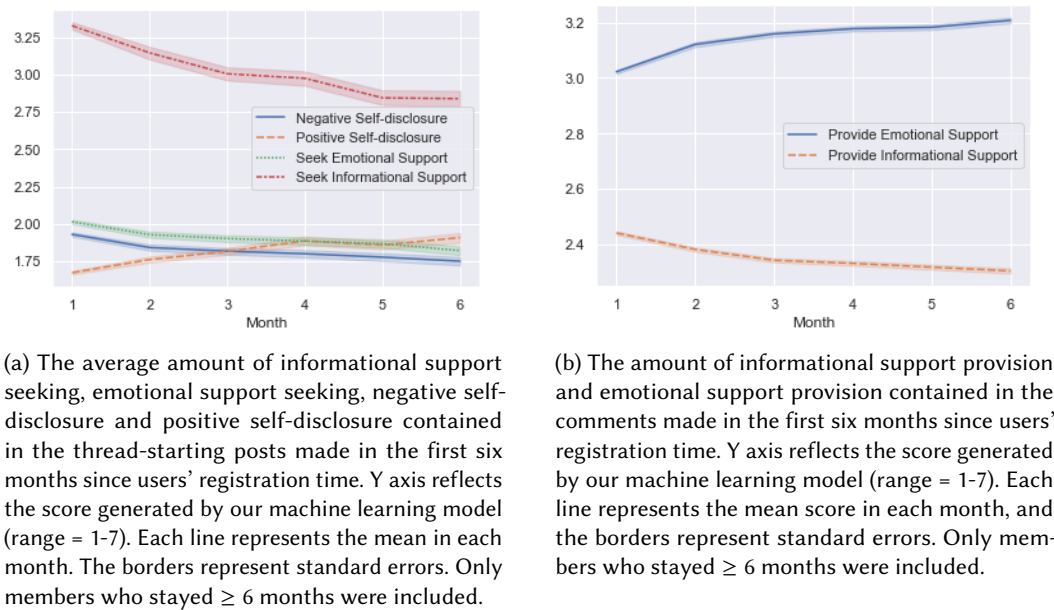 3.25
3.00
2.75
2.50
2.25
2.00
1.75
Negative Self-disclosure
Positive Self-disclosure
Seek Emotional Support
Seek Informational Support
1 2 3 4 5 6
Month
3.2
3.0
2.8
2.6
2.4
Provide Emotional Support
Provide Informational Support
1 2 3 4 5 6
Month
(a) The average amount of informational support
seeking, emotional support seeking, negative self-
disclosure and positive self-disclosure contained
in the thread-starting posts made in the first six
months since users' registration time. Y axis reflects
the score generated by our machine learning model
(range = 1-7). Each line represents the mean in each
month. The borders represent standard errors. Only
members who stayed ≥ 6 months were included.
(b) The amount of informational support provision
and emotional support provision contained in the
comments made in the first six months since users'
registration time. Y axis reflects the score generated
by our machine learning model (range = 1-7). Each
line represents the mean score in each month, and
the borders represent standard errors. Only mem-
bers who stayed ≥ 6 months were included.